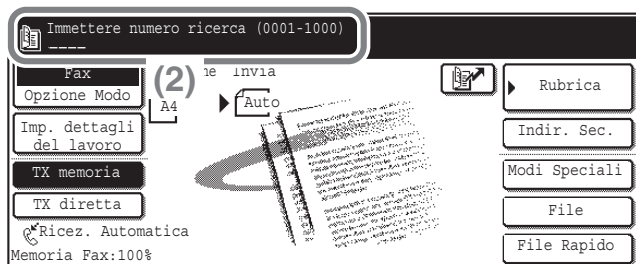 Immettere numero ricerca (0001-1000)
----
(2)
Fax
Opzione Modo
A4
ne Invia
Auto
Imp. dettagli
del lavoro
TX memoria
TX diretta
Ricez. Automatica
Memoria Fax:100%
Rubrica
Indir. Sec.
Modi Speciali
File
File Rapido